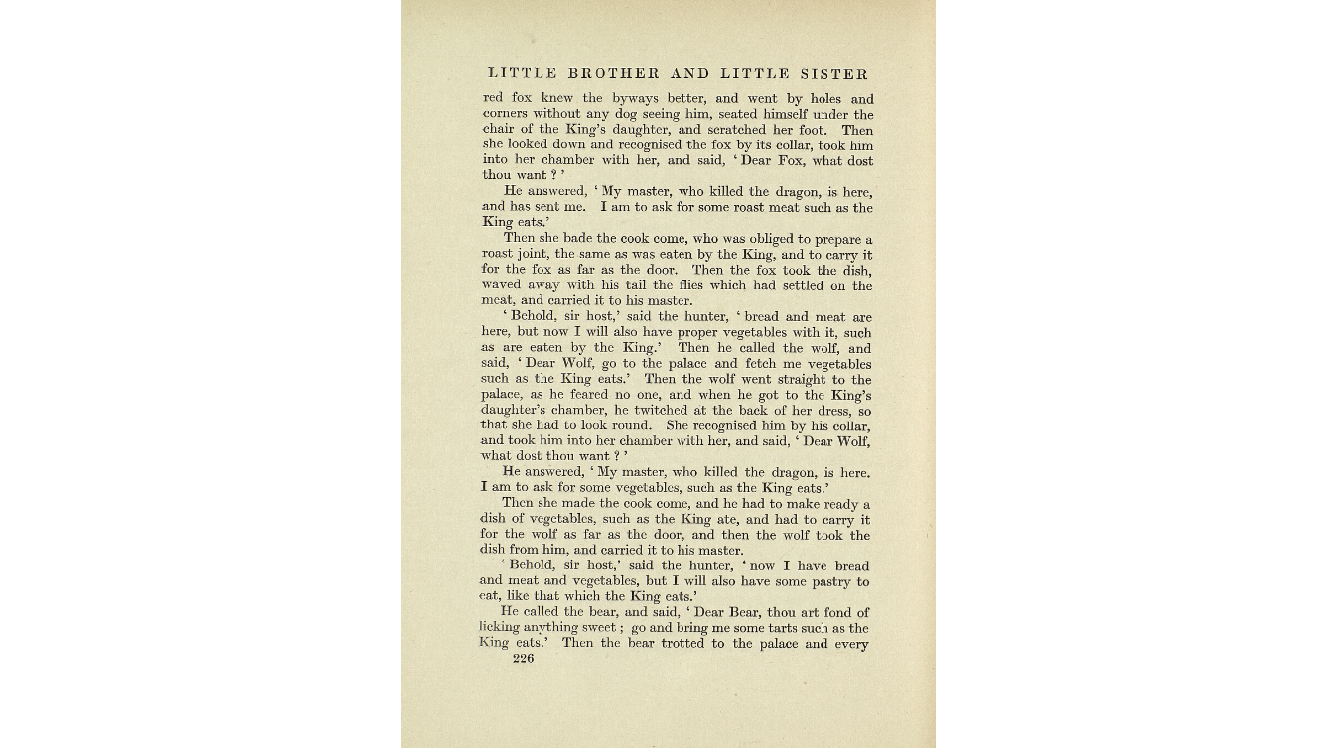 LITTLE BROTHER AND LITTLE SISTER
red fox knew the byways better, and went by holes and
corners without any dog seeing him, seated himself under the
chair of the King's daughter, and scratched her foot. Then
she looked down and recognised the fox by its collar, took him
into her chamber with her, and said, ‘ Dear Fox, what dost
thou want ? ’
He answered, ‘ My master, who killed the dragon, is here,
and has sent me. I am to ask for some roast meat such as the
King eats.’
Then she bade the cook come, who was obliged to prepare a
roast joint, the same as was eaten by the King, and to carry it
for the fox as far as the door. Then the fox took the dish,
waved away with his tail the flies which had settled on the
meat, and carried it to his master.
‘ Behold, sir host,’ said the hunter, ‘ bread and meat are
here, but now I will also have proper vegetables with it, such
as are eaten by the King.’ Then he called the wolf, and
said, ‘ Dear Wolf, go to the palace and fetch me vegetables
such as the King eats.’ Then the wolf went straight to the
palace, as he feared no one, and when he got to the King's
daughter's chamber, he twitched at the back of her dress, so
that she had to look round. She recognised him by his collar,
and took him into her chamber with her, and said, ‘ Dear Wolf,
what dost thou want ? ’
He answered, ‘ My master, who killed the dragon, is here.
I am to ask for some vegetables, such as the King eats.’
Then she made the cook come, and he had to make ready a
dish of vegetables, such as the King ate, and had to carry it
for the wolf as far as the door, and then the wolf took the
dish from him, and carried it to his master.
‘ Behold, sir host,’ said the hunter, ‘ now I have bread
and meat and vegetables, but I will also have some pastry to
eat, like that which the King eats.’
He called the bear, and said, ‘ Dear Bear, thou art fond of
licking anything sweet ; go and bring me some tarts such as the
King eats.’ Then the bear trotted to the palace and every
226